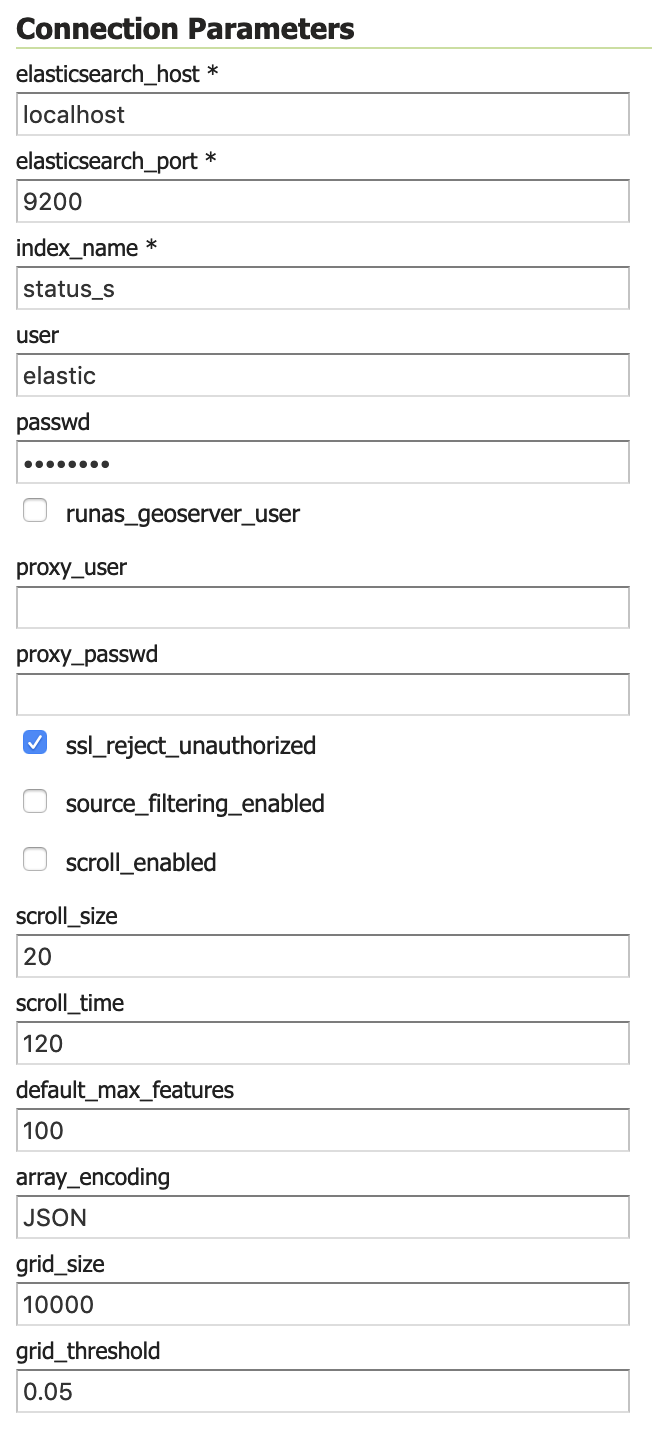 Connection Parameters
elasticsearch_host *
localhost
elasticsearch_port *
9200
index_name *
status_s
user
elastic
passwd
••••••••
runas_geoserver_user
proxy_user
proxy_passwd
ssl_reject_unauthorized
source_filtering_enabled
scroll_enabled
scroll_size
20
scroll_time
120
default_max_features
100
array_encoding
JSON
grid_size
10000
grid_threshold
0.05